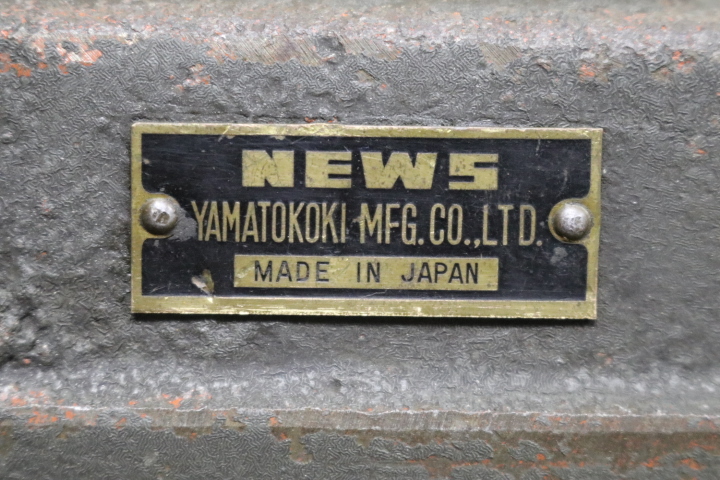 NEWS
YAMATOKOKI MFG. CO., LTD.
MADE IN JAPAN